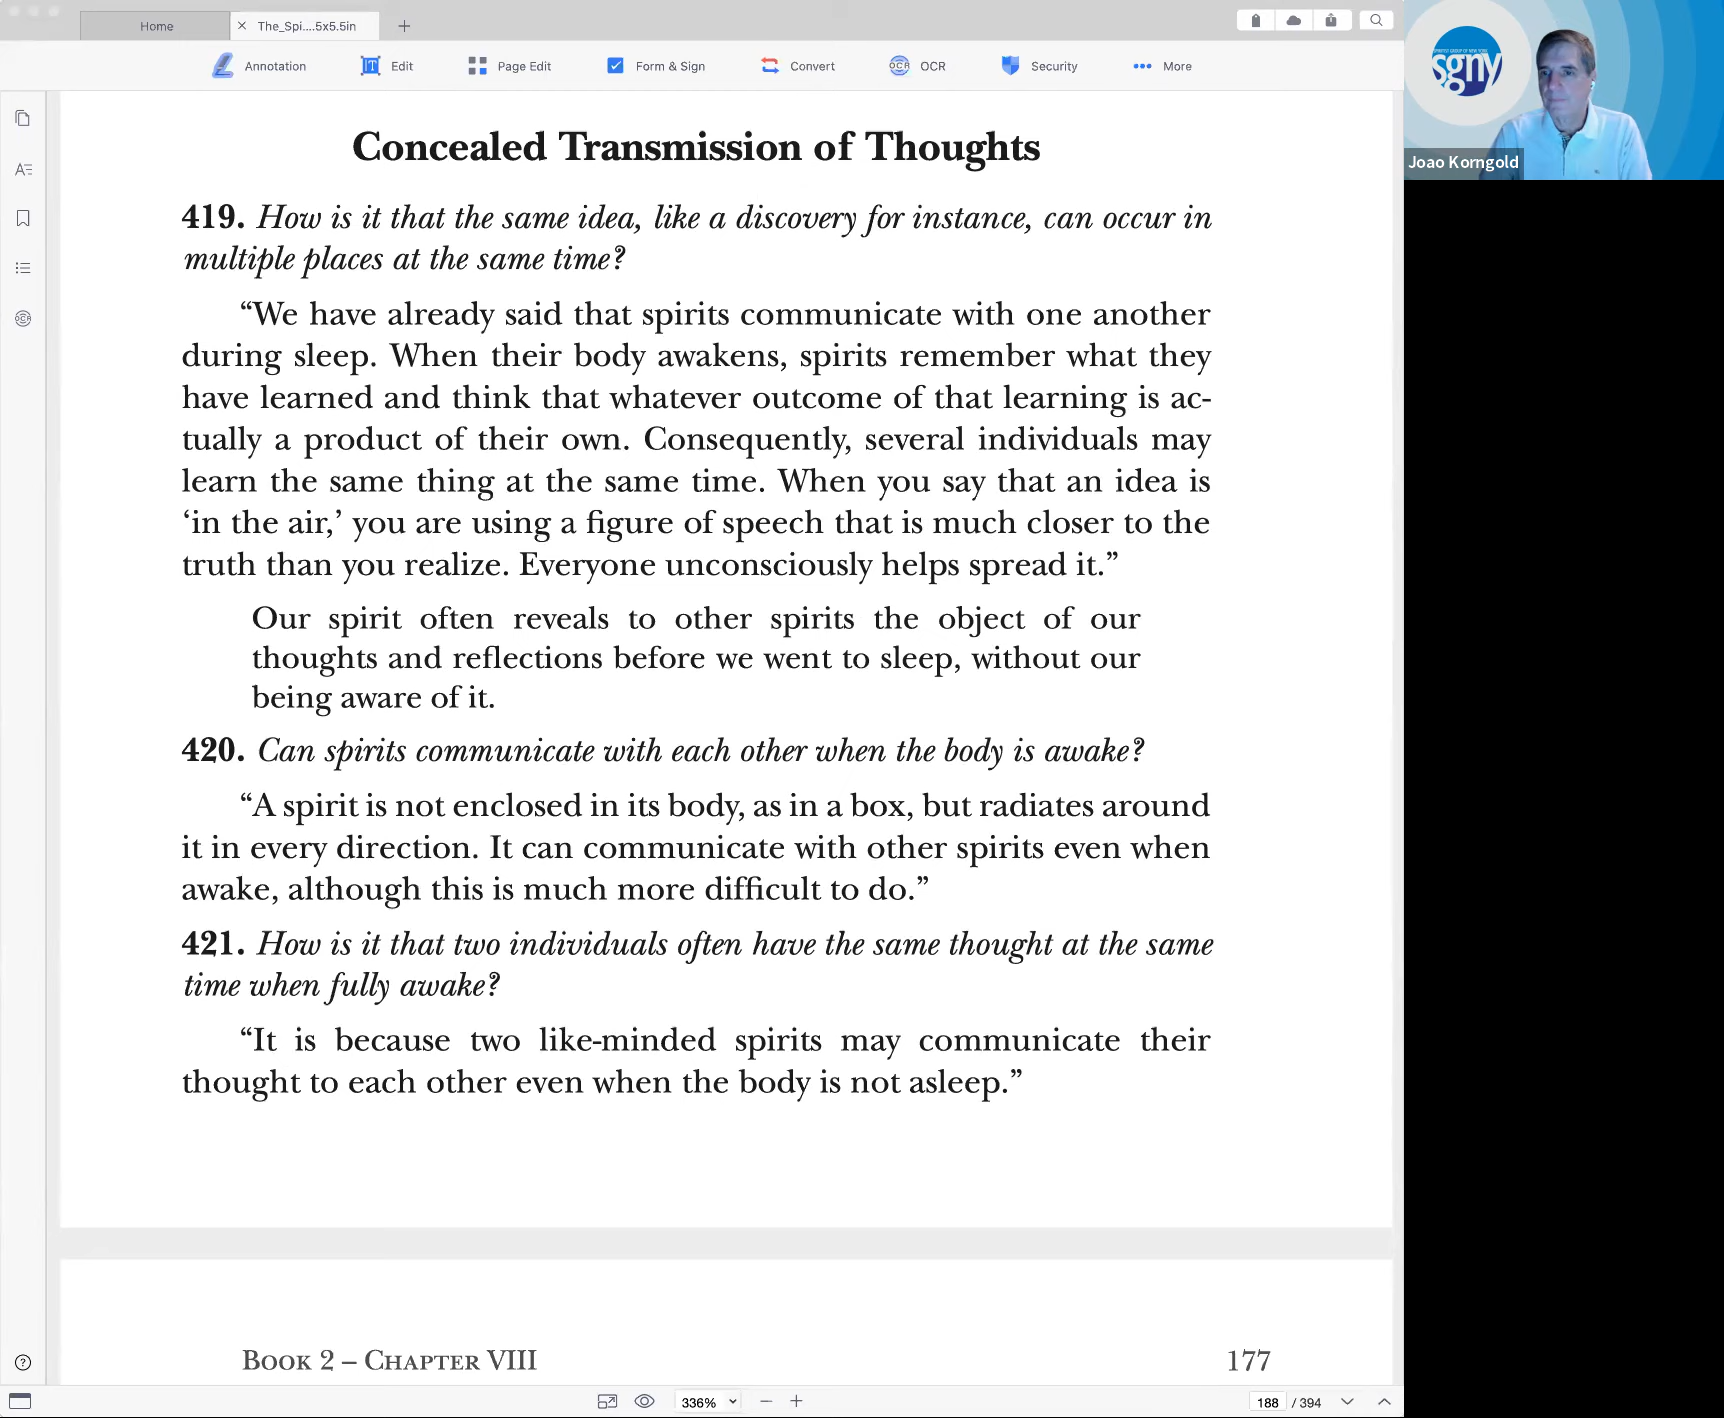 Home
The_Spi....5x5.5in
Annotation
Edit
Page Edit
Form & Sign
Convert
OCR
OCR
Security
More
SPIRITIST GROUP OF NEW YORK
sgny
Joao Korngold
Concealed Transmission of Thoughts
419. How is it that the same idea, like a discovery for instance, can occur in
multiple places at the same time?
“We have already said that spirits communicate with one another
during sleep. When their body awakens, spirits remember what they
have learned and think that whatever outcome of that learning is ac-
tually a product of their own. Consequently, several individuals may
learn the same thing at the same time. When you say that an idea is
‘in the air,’ you are using a figure of speech that is much closer to the
truth than you realize. Everyone unconsciously helps spread it.”
Our spirit often reveals to other spirits the object of our
thoughts and reflections before we went to sleep, without our
being aware of it.
420. Can spirits communicate with each other when the body is awake?
“A spirit is not enclosed in its body, as in a box, but radiates around
it in every direction. It can communicate with other spirits even when
awake, although this is much more difficult to do.”
421. How is it that two individuals often have the same thought at the same
time when fully awake?
“It is because two like-minded spirits may communicate their
thought to each other even when the body is not asleep.”
Book 2 – Chapter VIII
177
336%
188 / 394